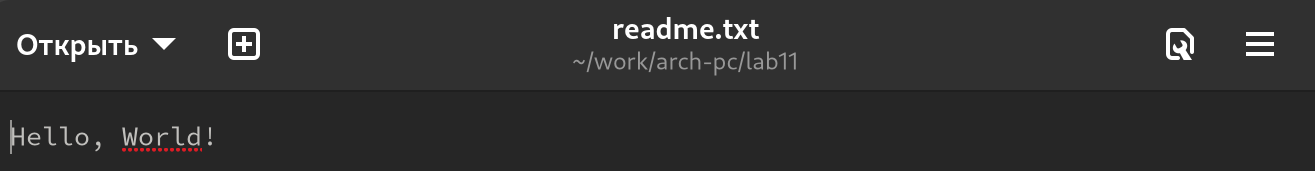 Открыть
readme.txt
~/work/arch-pc/lab11
Hello, World!